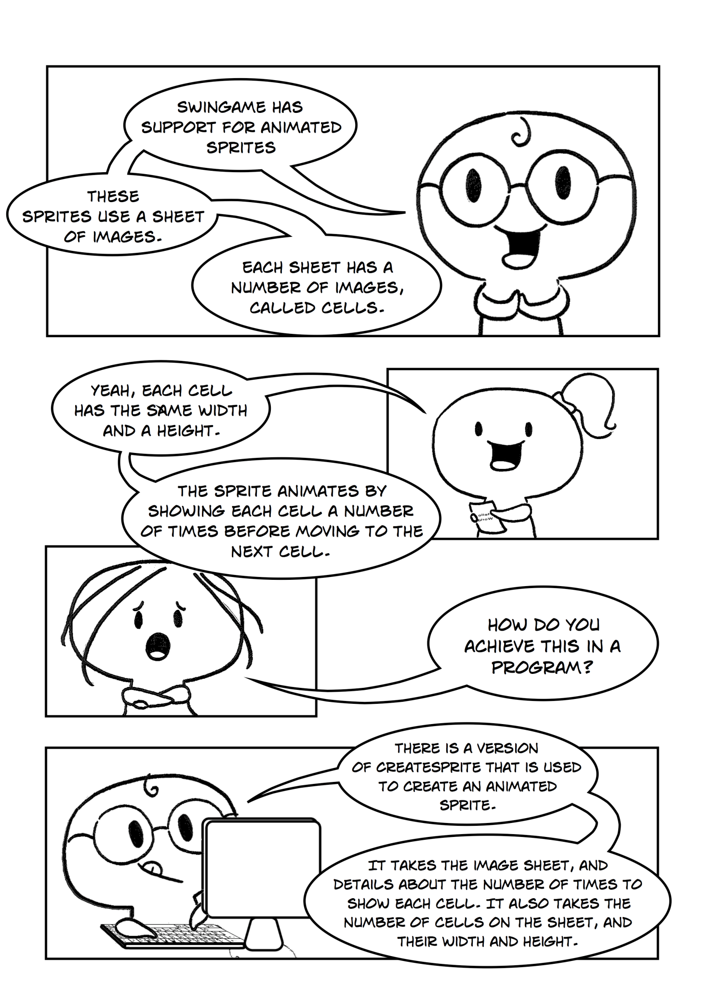 SWINGAME HAS
SUPPORT FOR ANIMATED
SPRITES
THESE
SPRITES USE A SHEET
OF IMAGES.
EACH SHEET HAS A
NUMBER OF IMAGES,
CALLED CELLS.
YEAH, EACH CELL
HAS THE SAME WIDTH
AND A HEIGHT.
THE SPRITE ANIMATES BY
SHOWING EACH CELL A NUMBER
OF TIMES BEFORE MOVING TO THE
NEXT CELL.
HOW DO YOU
ACHIEVE THIS IN A
PROGRAM?
THERE IS A VERSION
OF CREATESPRITE THAT IS USED
TO CREATE AN ANIMATED
SPRITE.
IT TAKES THE IMAGE SHEET, AND
DETAILS ABOUT THE NUMBER OF TIMES TO
SHOW EACH CELL. IT ALSO TAKES THE
NUMBER OF CELLS ON THE SHEET, AND
THEIR WIDTH AND HEIGHT.